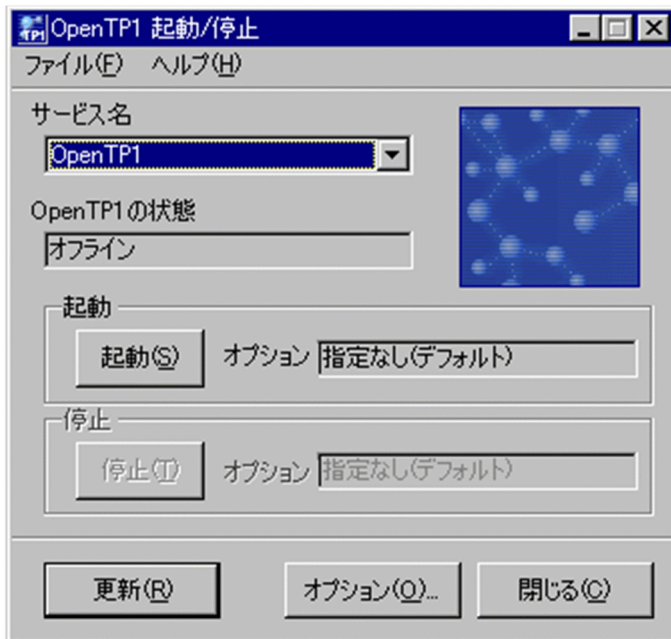 OpenTP1 起動/停止
ファイル(F) ヘルプ(H)
サービス名
OpenTP1
OpenTP1の状態
オフライン
起動
起動(S) オプション 指定なし(デフォルト)
停止
停止(T) オプション 指定なし(デフォルト)
更新(R) オプション(O)... 閉じる(C)